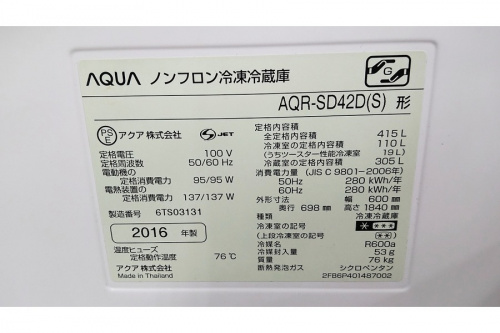 AQUA ノンフロン冷凍冷蔵庫
G
AQR-SD42D(S) 形
PS
E
アクア 株式会社
JET
定格電圧 100 V
定格周波数 50/60 Hz
電動機の
定格消費電力 95/95 W
電熱装置の
定格消費電力 137/137 W
製造番号 6TS03131
2016 年製
温度ヒューズ
定格動作温度 76℃
アクア 株式会社
Made in Thailand
定格内容積 415 L
全定格内容積
冷凍室の定格内容積 110 L
(うちツースター性能冷凍室 19 L)
冷蔵室の定格内容積 305 L
消費電力量 (JIS C 9801-2006年)
50Hz 280 kWh/年
60Hz 280 kWh/年
外形寸法 幅 600 mm
奥行 698 mm 高さ 1840 mm
種類 冷凍冷蔵庫
冷凍室の記号
(上段冷凍室の記号)
冷媒名 R600a
冷媒封入量 53 g
質量 76 kg
断熱発泡ガス シクロペンタン
2FB6P401487002